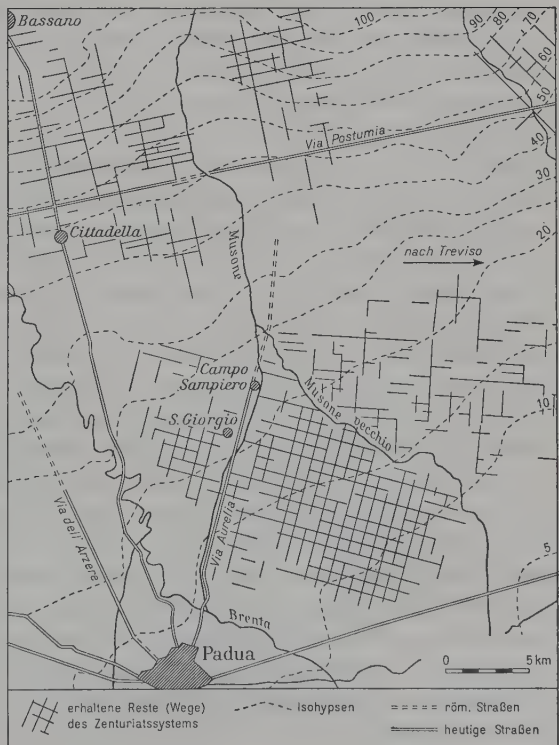 Bassano
100
90
80
70
60
50
40
30
20
10
5
Via Postumia
Cittadella
Musone
nach Treviso
Campo
Sampiero
S. Giorgio
Musone vecchio
Via Aurelia
Via dell' Arzere
Brenta
Padua
0 5 km
erhaltene Reste (Wege)
des Zenturiatssystems
Isohypsen
röm. Straßen
heutige Straßen